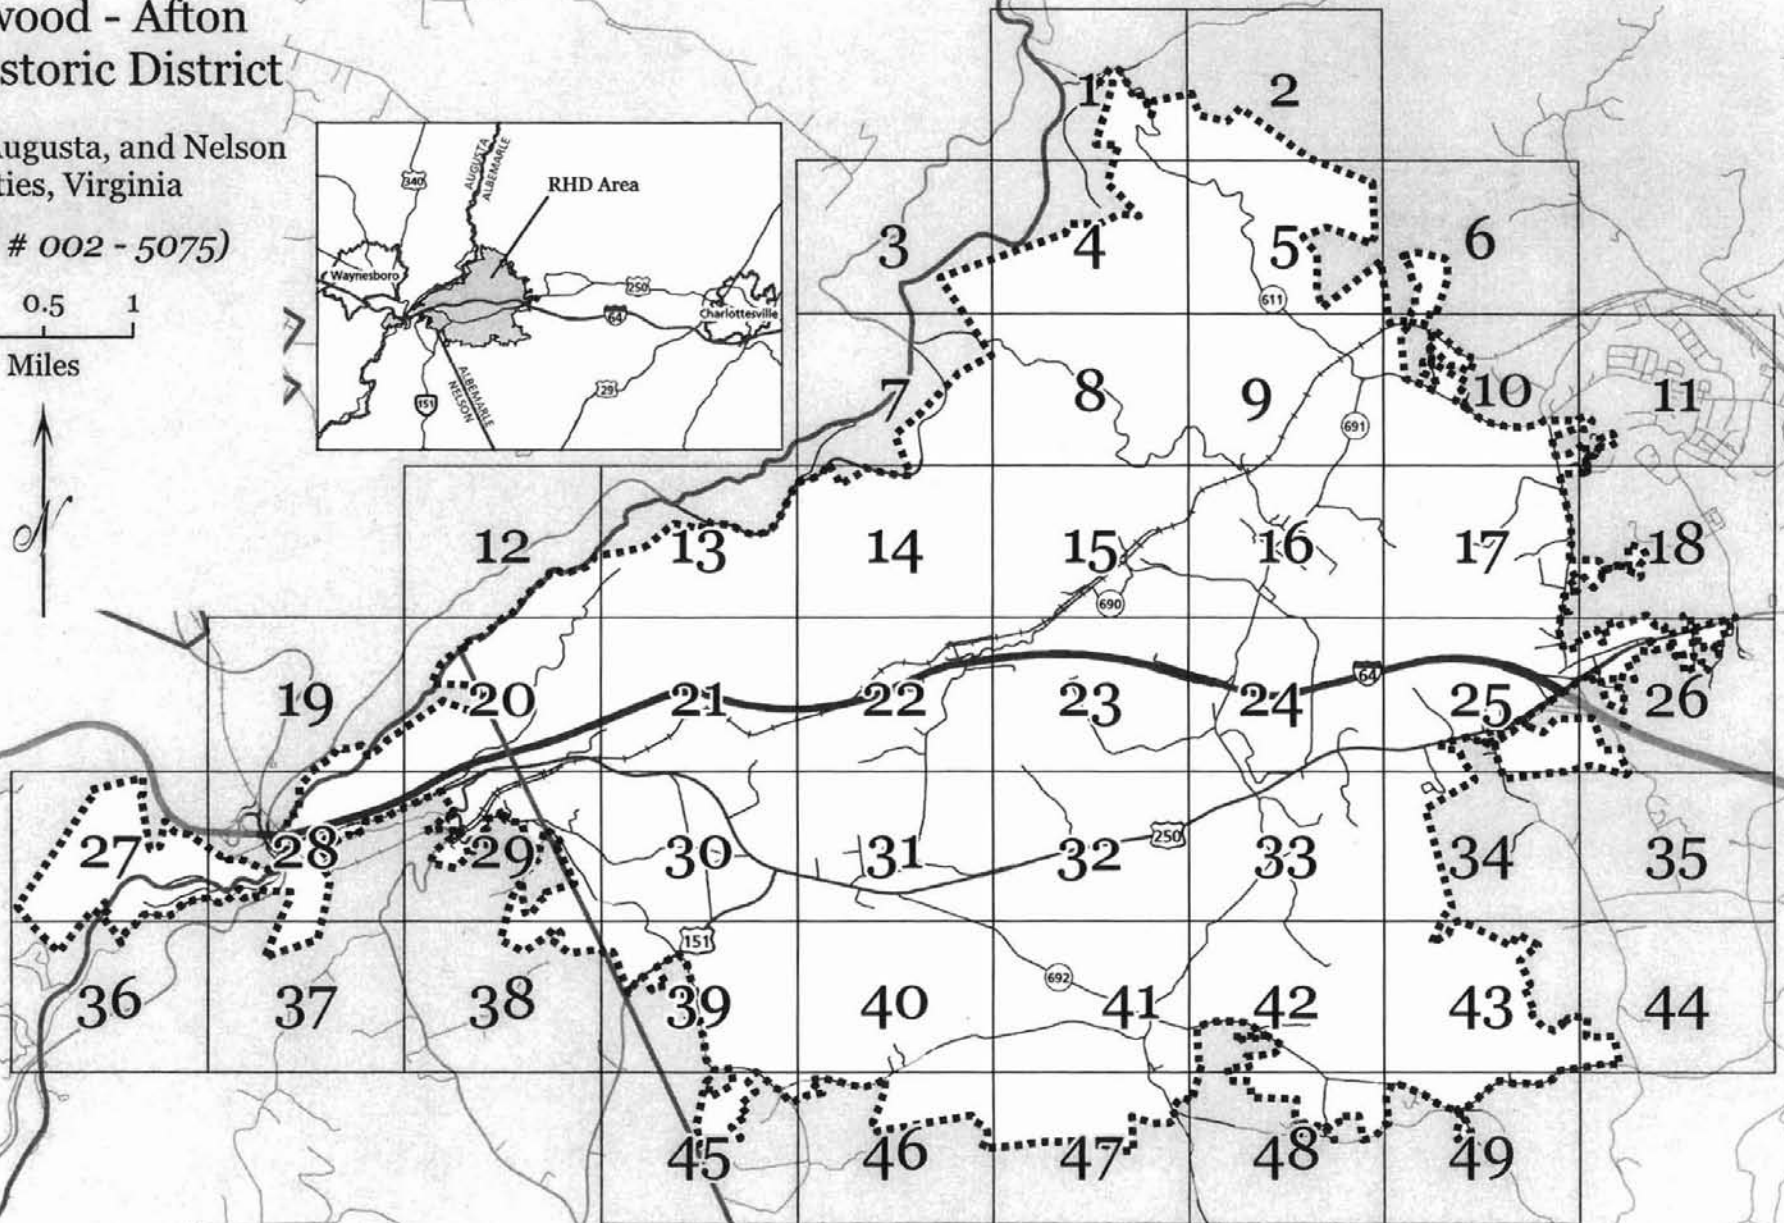 wood - Afton
storic District
Augusta, and Nelson
ties, Virginia
# 002 - 5075)
0.5 1
Miles
N
340
AUGUSTA
ALBEMARLE
RHD Area
Waynesboro
250
64
Charlottesville
29
151
ALBEMARLE
NELSON
1 2
3 4 5 6
611
7 8 9 10 11
691
12 13 14 15 16 17 18
690
19 20 21 22 23 24 25 26
64
27 28 29 30 31 32 33 34 35
250
151
692
36 37 38 39 40 41 42 43 44
45 46 47 48 49